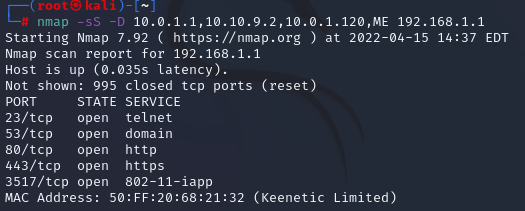 ┌──(root㉿kali)-[~]
└─# nmap -sS -D 10.0.1.1,10.10.9.2,10.0.1.120,ME 192.168.1.1
Starting Nmap 7.92 ( https://nmap.org ) at 2022-04-15 14:37 EDT
Nmap scan report for 192.168.1.1
Host is up (0.035s latency).
Not shown: 995 closed tcp ports (reset)
PORT     STATE SERVICE
23/tcp   open  telnet
53/tcp   open  domain
80/tcp   open  http
443/tcp  open  https
3517/tcp open  802-11-iapp
MAC Address: 50:FF:20:68:21:32 (Keenetic Limited)